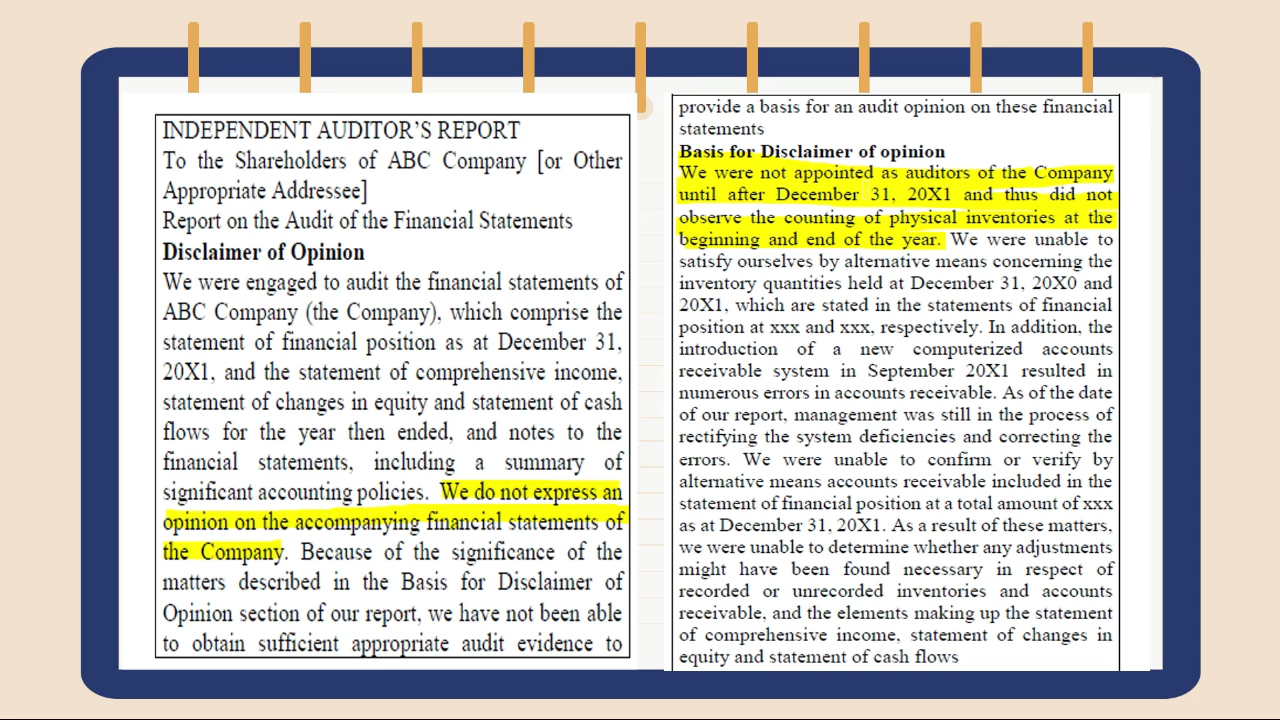 INDEPENDENT AUDITOR'S REPORT
To the Shareholders of ABC Company [or Other
Appropriate Addressee]
Report on the Audit of the Financial Statements
Disclaimer of Opinion
We were engaged to audit the financial statements of
ABC Company (the Company), which comprise the
statement of financial position as at December 31,
20X1, and the statement of comprehensive income,
statement of changes in equity and statement of cash
flows for the year then ended, and notes to the
financial statements, including a summary of
significant accounting policies. We do not express an
opinion on the accompanying financial statements of
the Company. Because of the significance of the
matters described in the Basis for Disclaimer of
Opinion section of our report, we have not been able
to obtain sufficient appropriate audit evidence to
provide a basis for an audit opinion on these financial
statements
Basis for Disclaimer of opinion
We were not appointed as auditors of the Company
until after December 31, 20X1 and thus did not
observe the counting of physical inventories at the
beginning and end of the year. We were unable to
satisfy ourselves by alternative means concerning the
inventory quantities held at December 31, 20X0 and
20X1, which are stated in the statements of financial
position at xxx and xxx, respectively. In addition, the
introduction of a new computerized accounts
receivable system in September 20X1 resulted in
numerous errors in accounts receivable. As of the date
of our report, management was still in the process of
rectifying the system deficiencies and correcting the
errors. We were unable to confirm or verify by
alternative means accounts receivable included in the
statement of financial position at a total amount of xxx
as at December 31, 20X1. As a result of these matters,
we were unable to determine whether any adjustments
might have been found necessary in respect of
recorded or unrecorded inventories and accounts
receivable, and the elements making up the statement
of comprehensive income, statement of changes in
equity and statement of cash flows